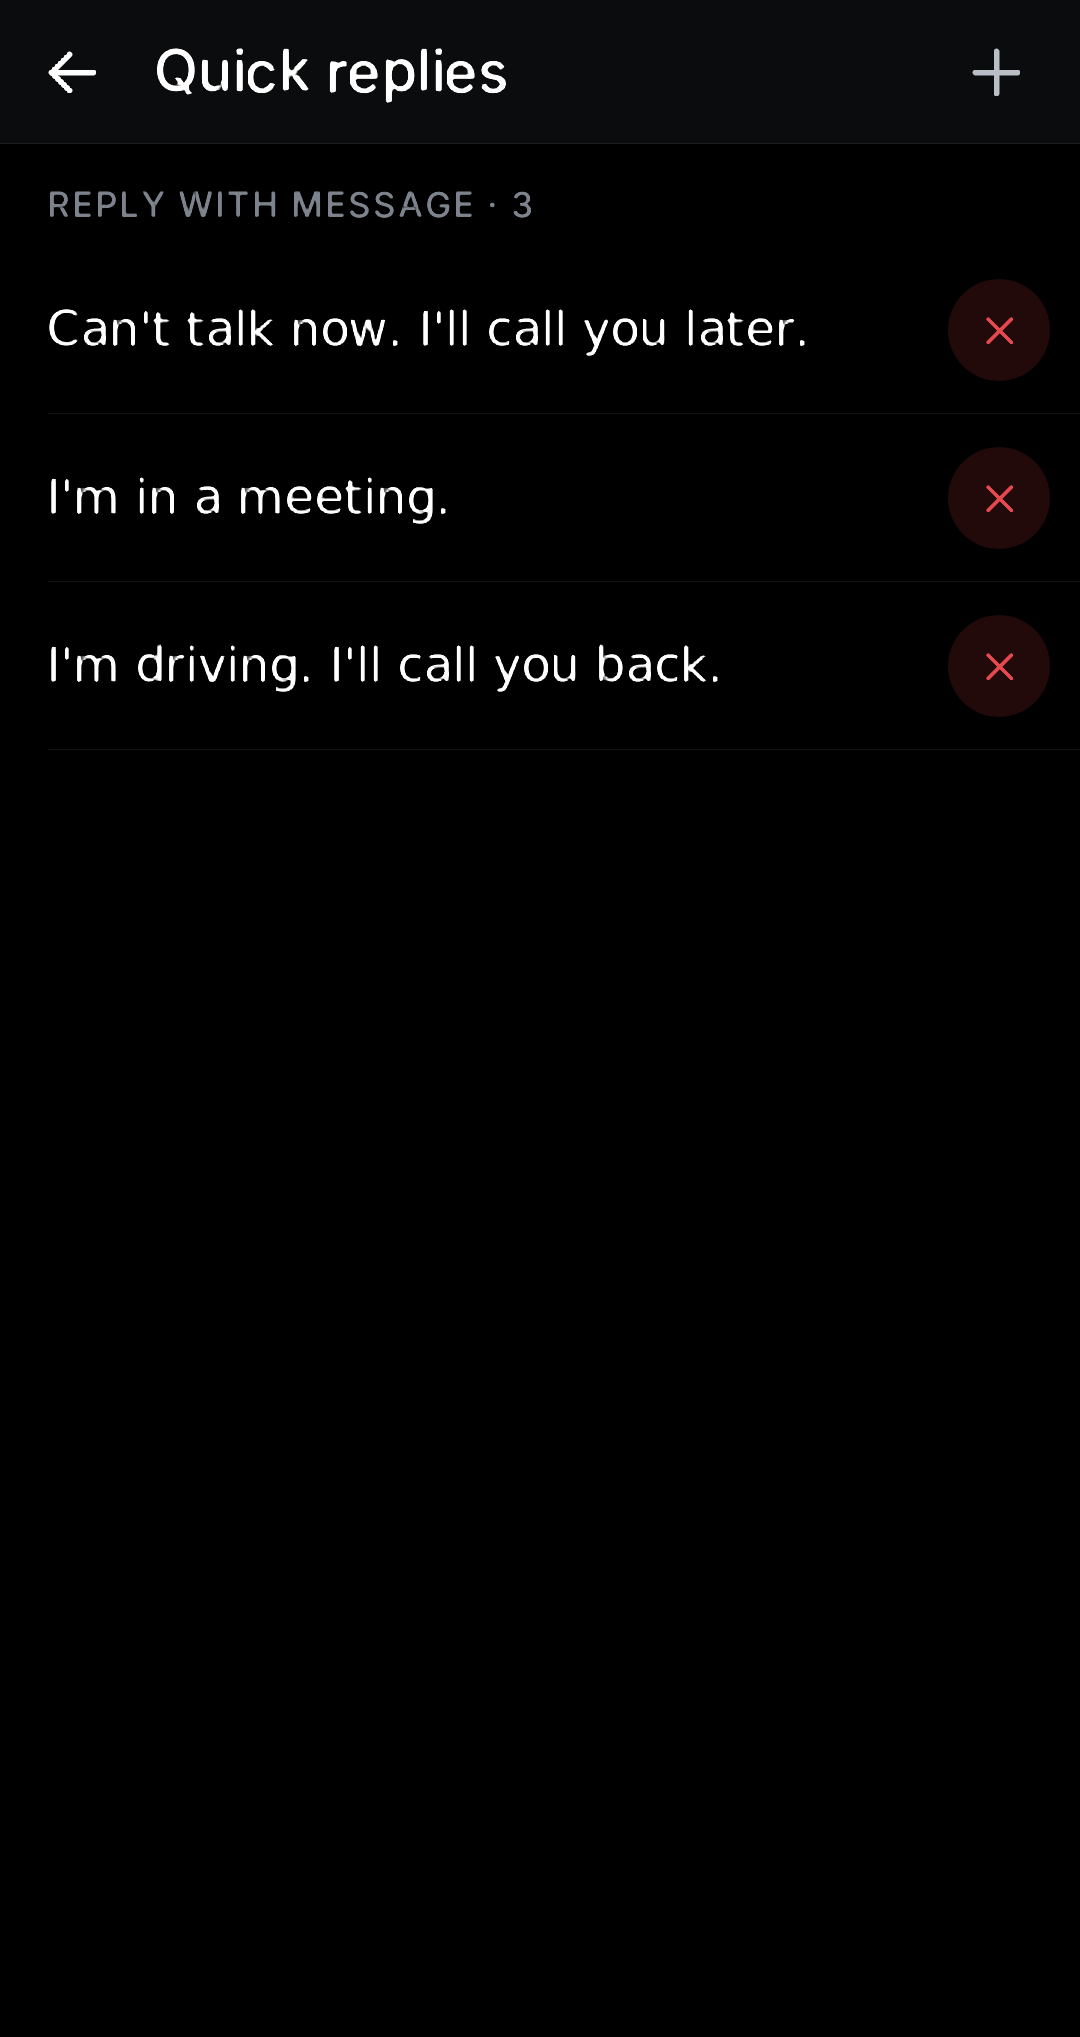 Quick replies
REPLY WITH MESSAGE · 3
Can't talk now. I'll call you later.
I'm in a meeting.
I'm driving. I'll call you back.